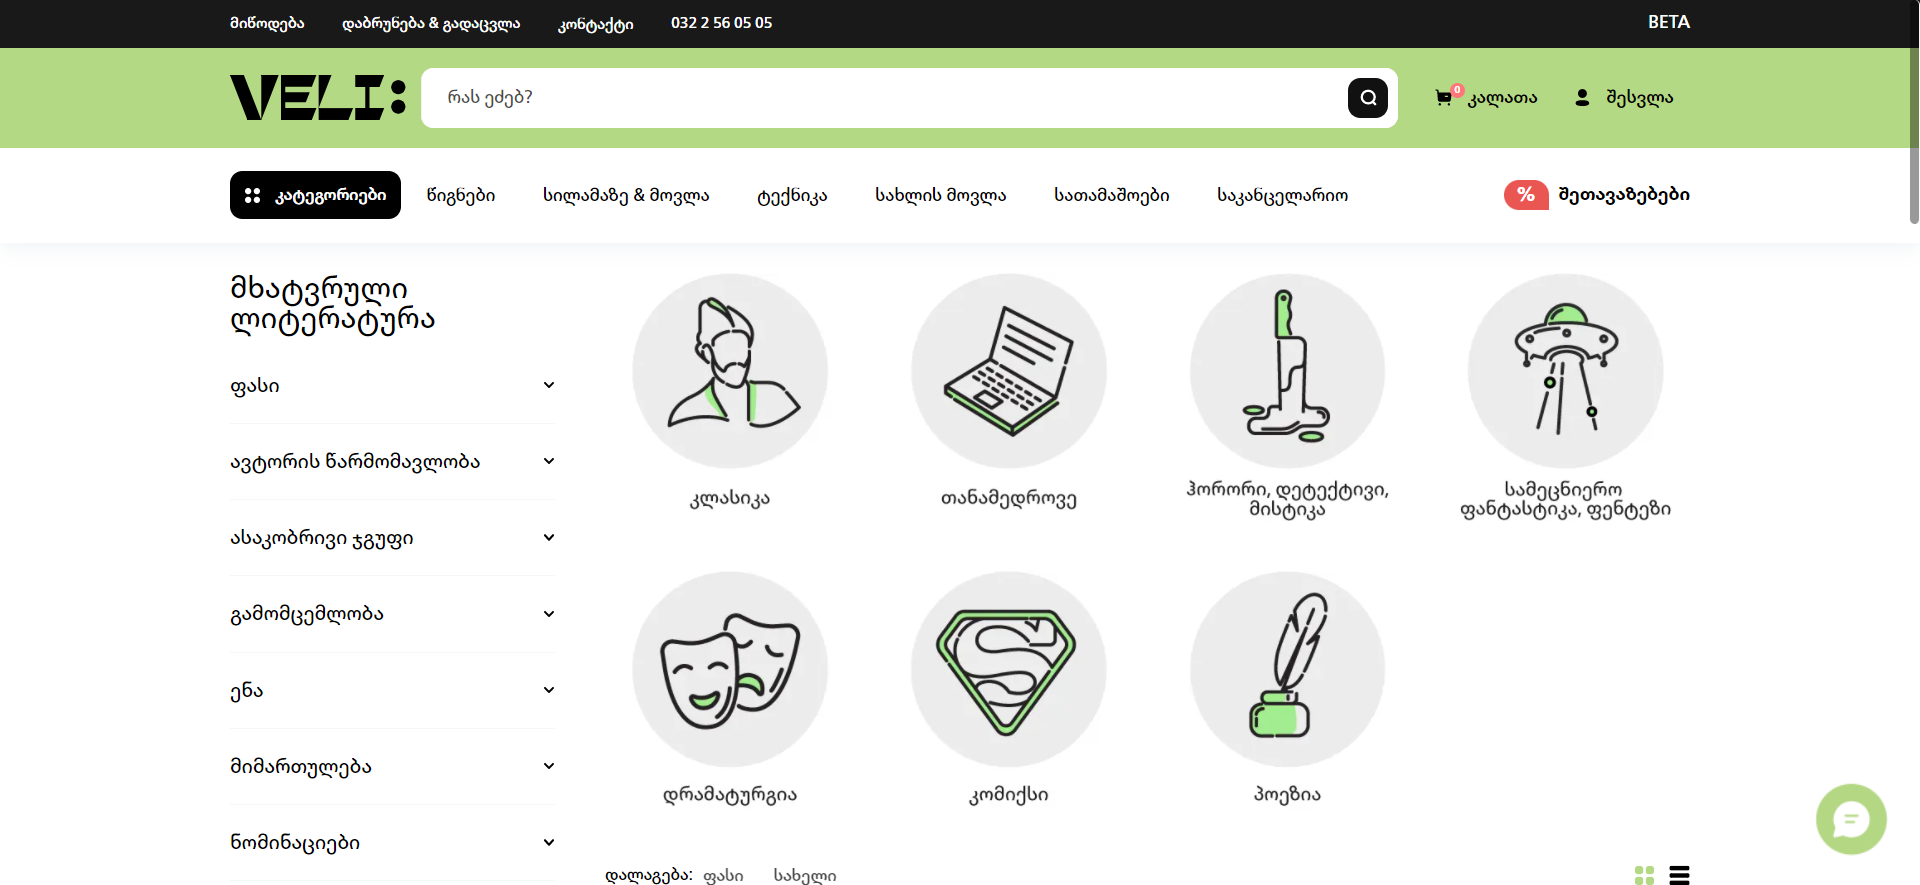 მიწოდება
დაბრუნება & გადაცვლა
კონტაქტი
032 2 56 05 05
BETA
VELI:
რას ეძებ?
0
კალათა
შესვლა
კატეგორიები
წიგნები
სილამაზე & მოვლა
ტექნიკა
სახლის მოვლა
სათამაშოები
საკანცელარიო
%
შეთავაზებები
მხატვრული
ლიტერატურა
ფასი
ავტორის წარმომავლობა
ასაკობრივი ჯგუფი
გამომცემლობა
ენა
მიმართულება
ნომინაციები
კლასიკა
თანამედროვე
ჰორორი, დეტექტივი,
მისტიკა
სამეცნიერო
ფანტასტიკა, ფენტეზი
დრამატურგია
კომიქსი
პოეზია
დალაგება:
ფასი
სახელი